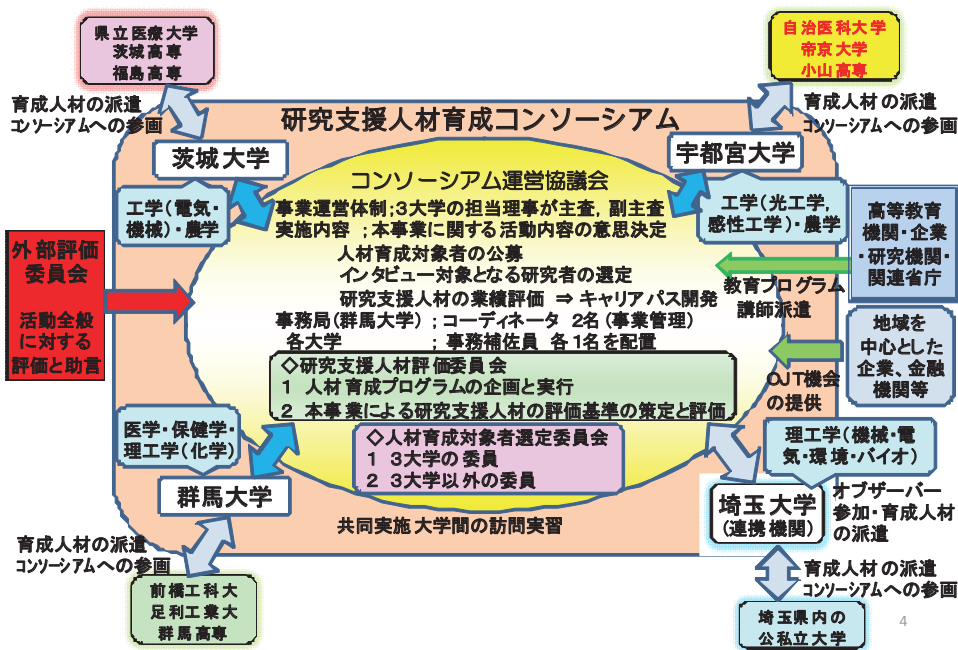 県立医療大学
茨城高専
福島高専
自治医科大学
帝京大学
小山高専
育成人材の派遣
コンソーシアムへの参画
育成人材の派遣
コンソーシアムへの参画
研究支援人材育成コンソーシアム
茨城大学
宇都宮大学
工学(電気・
機械)・農学
工学(光工学,
感性工学)・農学
コンソーシアム運営協議会
事業運営体制;3大学の担当理事が主査,副主査
実施内容 ;本事業に関する活動内容の意思決定
人材育成対象者の公募
インタビュー対象となる研究者の選定
研究支援人材の業績評価 ⇒ キャリアパス開発
事務局(群馬大学) ;コーディネータ 2名(事業管理)
各大学 ;事務補佐員 各1名を配置
外部評価
委員会
活動全般
に対する
評価と助言
高等教育
機関・企業
・研究機関・
関連省庁
教育プログラム
講師派遣
地域を
中心とした
企業、金融
機関等
OJT機会
の提供
◇研究支援人材評価委員会
1 人材育成プログラムの企画と実行
2 本事業による研究支援人材の評価基準の策定と評価
◇人材育成対象者選定委員会
1 3大学の委員
2 3大学以外の委員
医学・保健学・
理工学(化学)
群馬大学
理工学(機械・電
気・環境・バイオ)
埼玉大学
(連携機関)
オブザーバー
参加・育成人材
の派遣
共同実施大学間の訪問実習
育成人材の派遣
コンソーシアムへの参画
前橋工科大
足利工業大
群馬高専
育成人材の派遣
コンソーシアムへの参画
埼玉県内の
公私立大学
4